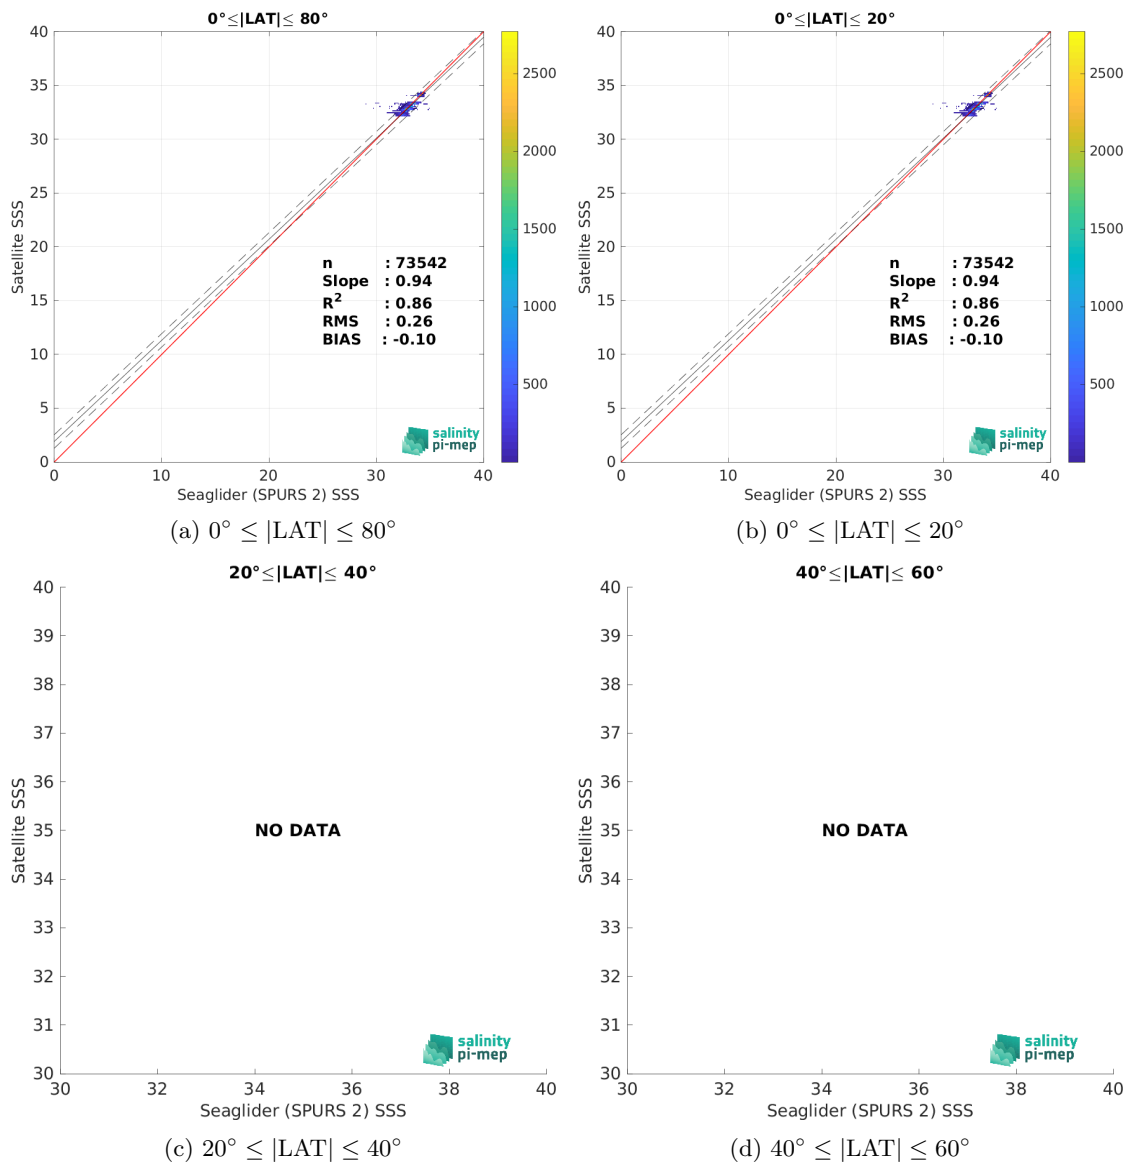 0°≤|LAT|≤ 80°
40
35
30
25
20
15
10
5
0
Satellite SSS
n : 73542
Slope : 0.94
R² : 0.86
RMS : 0.26
BIAS : -0.10
salinity
pi-mep
0 10 20 30 40
Seaglider (SPURS 2) SSS
2500
2000
1500
1000
500
(a) 0° ≤ |LAT| ≤ 80°
0°≤|LAT|≤ 20°
40
35
30
25
20
15
10
5
0
Satellite SSS
n : 73542
Slope : 0.94
R² : 0.86
RMS : 0.26
BIAS : -0.10
salinity
pi-mep
0 10 20 30 40
Seaglider (SPURS 2) SSS
2500
2000
1500
1000
500
(b) 0° ≤ |LAT| ≤ 20°
20°≤|LAT|≤ 40°
40
39
38
37
36
35
34
33
32
31
30
Satellite SSS
NO DATA
salinity
pi-mep
30 32 34 36 38 40
Seaglider (SPURS 2) SSS
(c) 20° ≤ |LAT| ≤ 40°
40°≤|LAT|≤ 60°
40
39
38
37
36
35
34
33
32
31
30
Satellite SSS
NO DATA
salinity
pi-mep
30 32 34 36 38 40
Seaglider (SPURS 2) SSS
(d) 40° ≤ |LAT| ≤ 60°